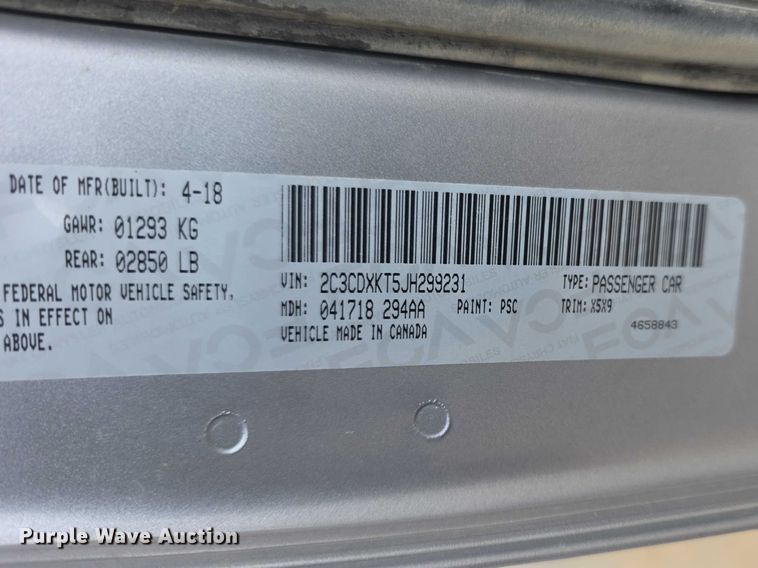 DATE OF MFR(BUILT): 4-18
GAWR: 01293 KG
REAR: 02850 LB
FEDERAL MOTOR VEHICLE SAFETY,
S IN EFFECT ON
ABOVE.
VIN: 2C3CDXKT5JH299231 TYPE: PASSENGER CAR
MDH: 041718 294AA PAINT: PSC TRIM: X5X9
VEHICLE MADE IN CANADA 4658843
Purple Wave Auction